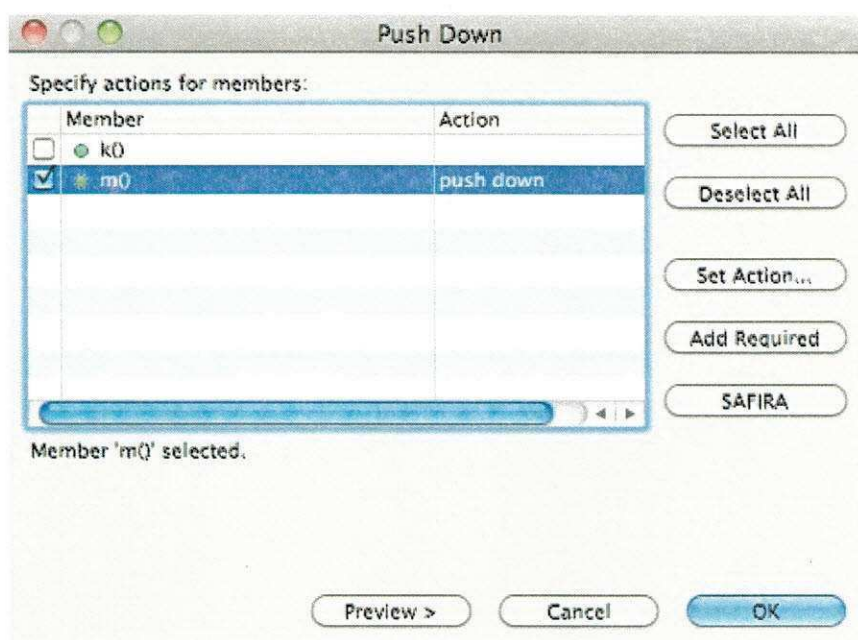 Push Down
Specify actions for members:
Member Action
k()
m() push down
Select All
Deselect All
Set Action...
Add Required
SAFIRA
Member 'm()' selected.
Preview >
Cancel
OK